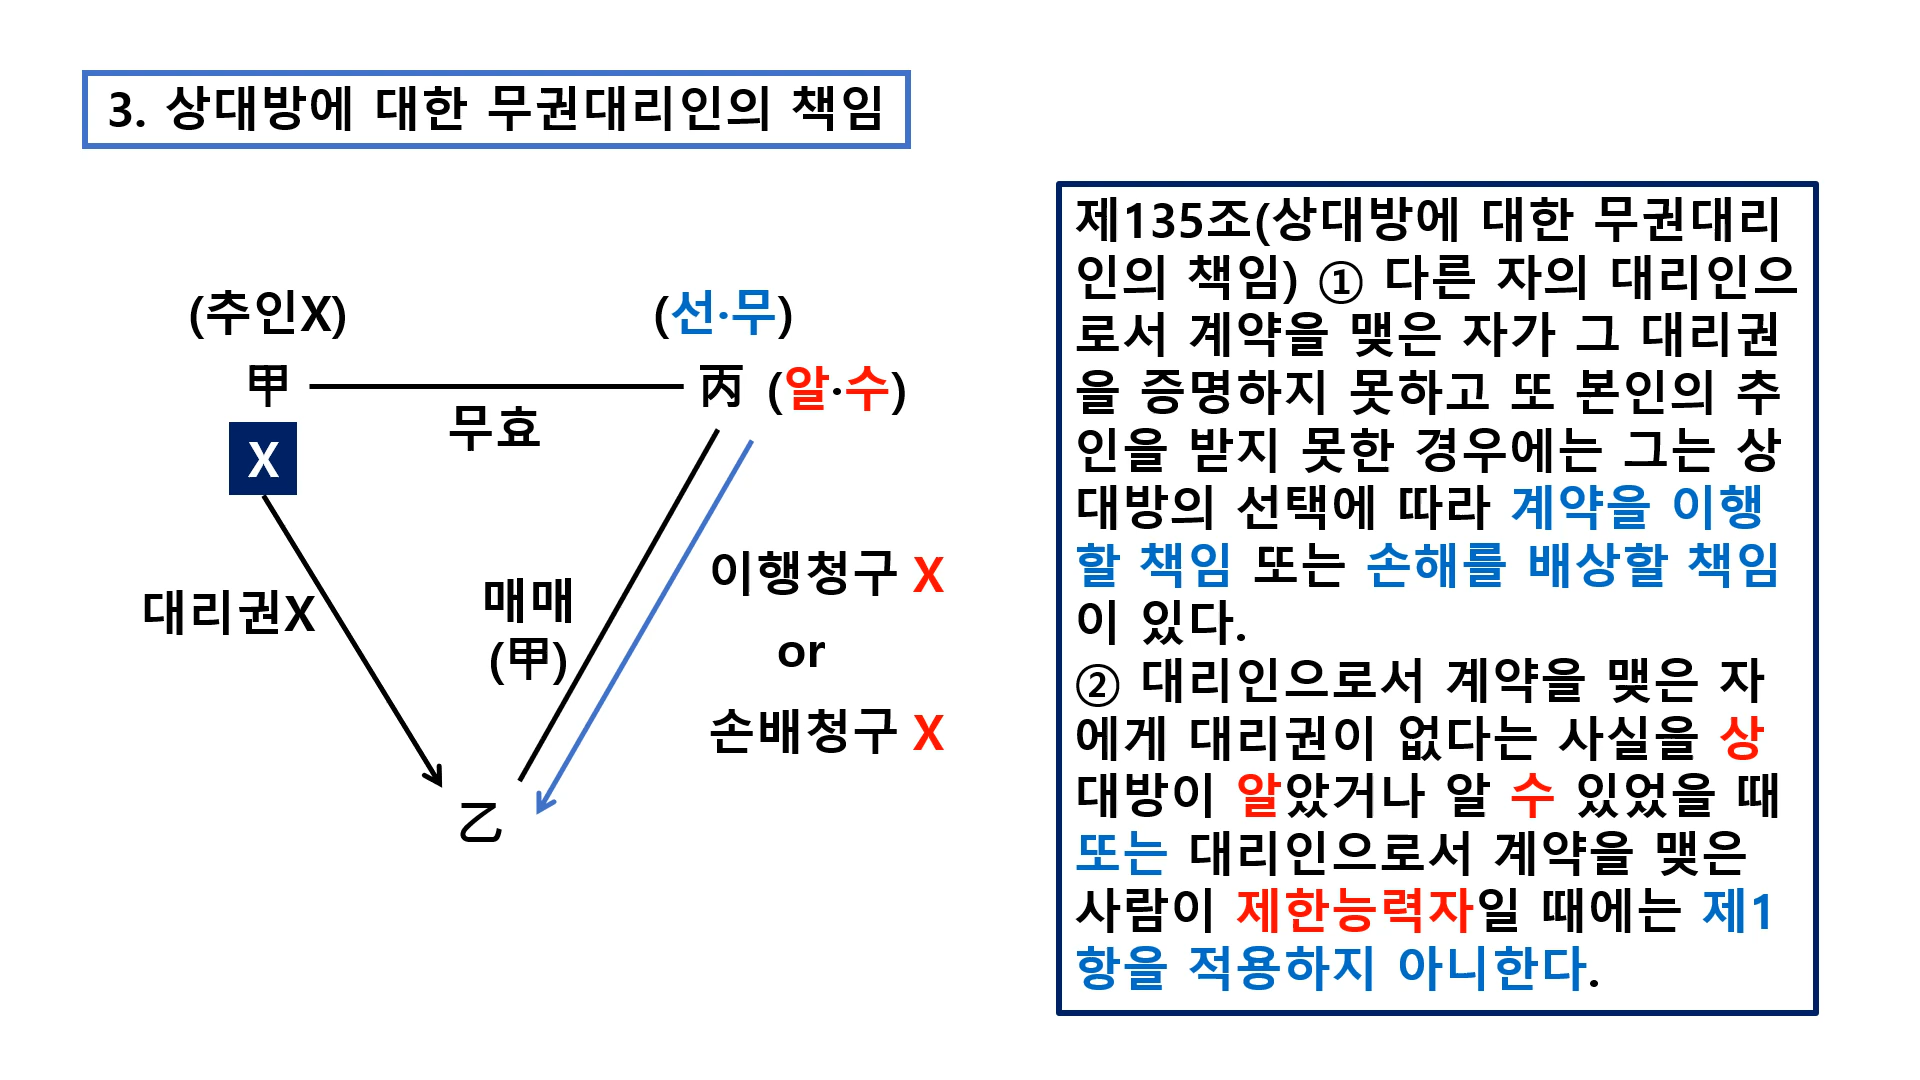 3. 상대방에 대한 무권대리인의 책임
(추인X)
(선·무)
甲
丙 (알·수)
무효
X
대리권X
매매
(甲)
이행청구 X
or
손배청구 X
乙
제135조(상대방에 대한 무권대리
인의 책임) ① 다른 자의 대리인으
로서 계약을 맺은 자가 그 대리권
을 증명하지 못하고 또 본인의 추
인을 받지 못한 경우에는 그는 상
대방의 선택에 따라 계약을 이행
할 책임 또는 손해를 배상할 책임
이 있다.
② 대리인으로서 계약을 맺은 자
에게 대리권이 없다는 사실을 상
대방이 알았거나 알 수 있었을 때
또는 대리인으로서 계약을 맺은
사람이 제한능력자일 때에는 제1
항을 적용하지 아니한다.